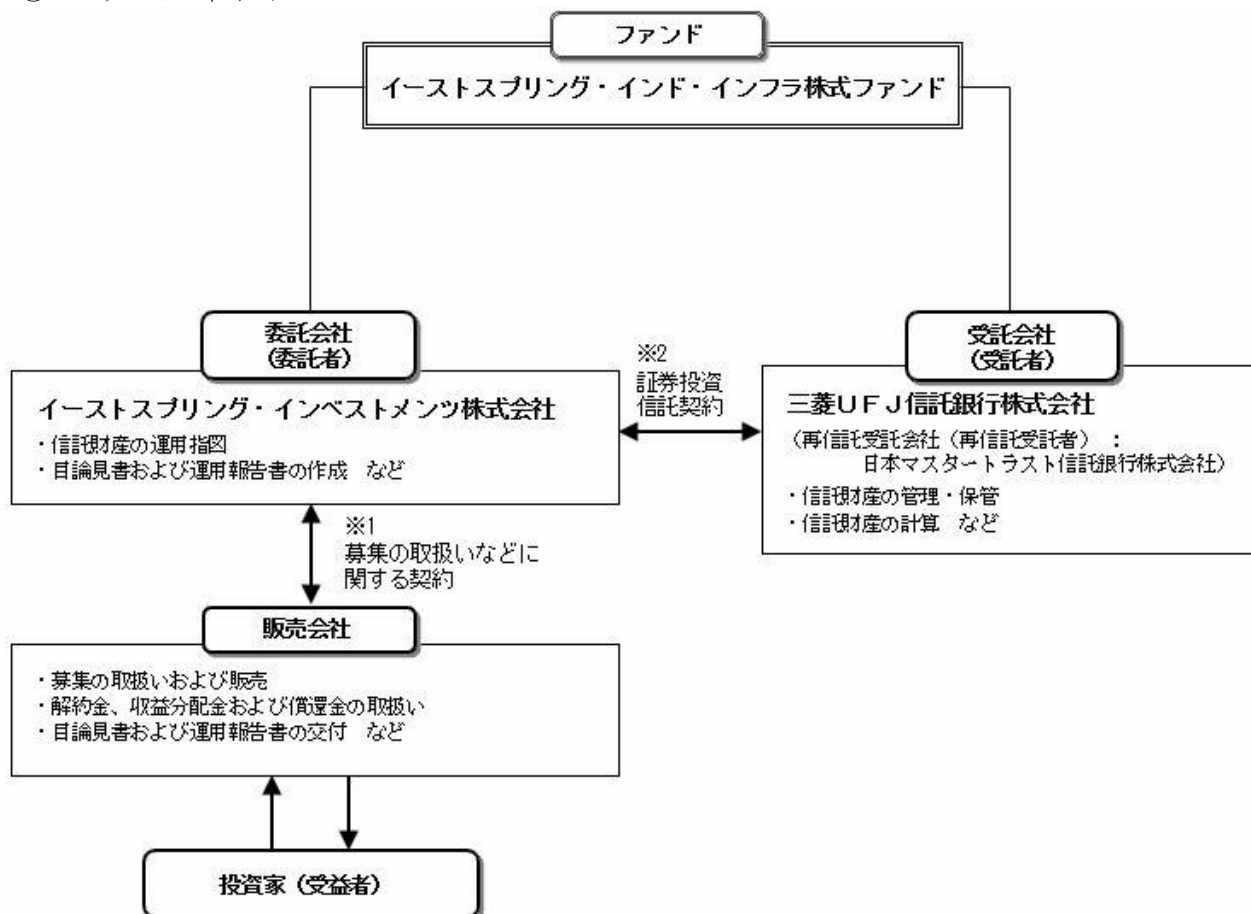 ファンド
イーストスプリング・インド・インフラ株式ファンド
委託会社
(委託者)
イーストスプリング・インベストメンツ株式会社
・信託財産の運用指図
・目論見書および運用報告書の作成 など
※2
証券投資
信託契約
受託会社
(受託者)
三菱UFJ信託銀行株式会社
(再信託受託会社(再信託受託者) :
日本マスタートラスト信託銀行株式会社)
・信託財産の管理・保管
・信託財産の計算 など
※1
募集の取扱いなどに
関する契約
販売会社
・募集の取扱いおよび販売
・解約金、収益分配金および償還金の取扱い
・目論見書および運用報告書の交付 など
投資家(受益者)